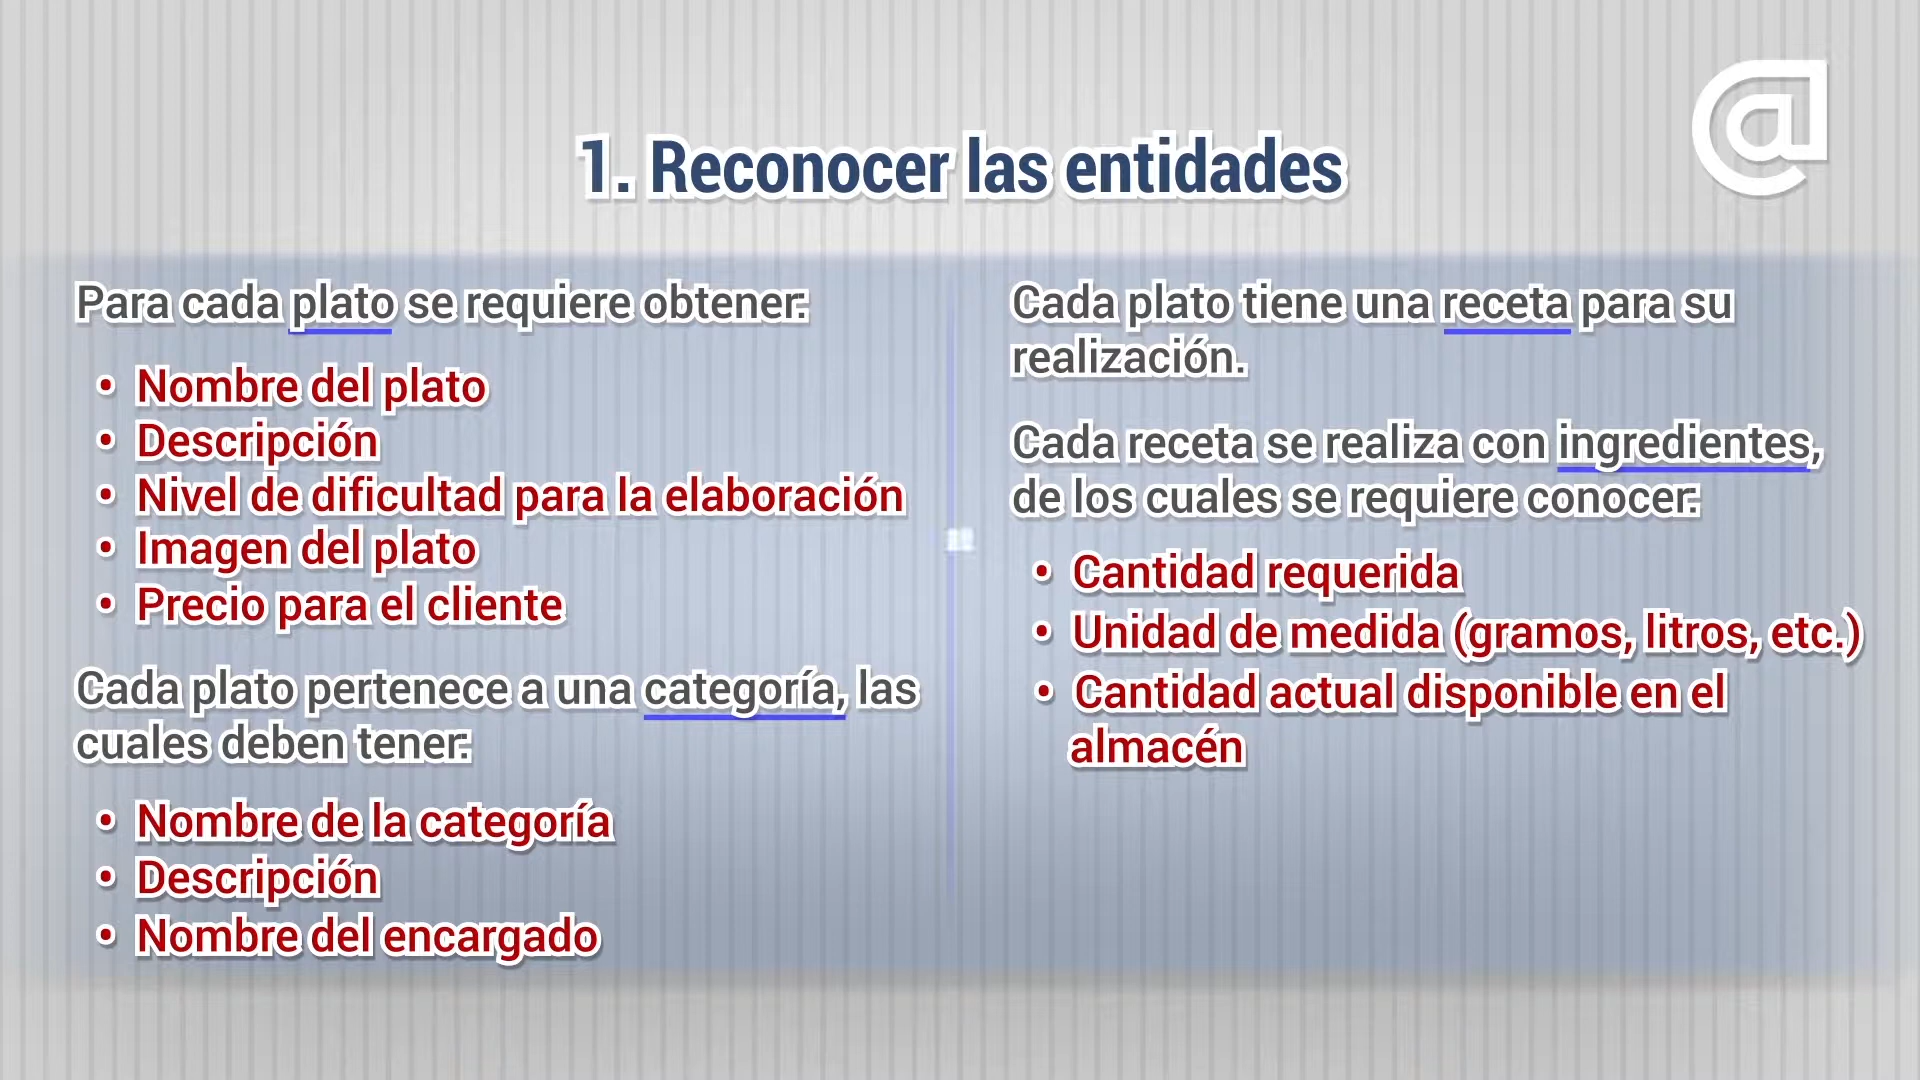 1. Reconocer las entidades
Para cada plato se requiere obtener:
• Nombre del plato
• Descripción
• Nivel de dificultad para la elaboración
• Imagen del plato
• Precio para el cliente
Cada plato pertenece a una categoría, las
cuales deben tener:
• Nombre de la categoría
• Descripción
• Nombre del encargado
Cada plato tiene una receta para su
realización.
Cada receta se realiza con ingredientes,
de los cuales se requiere conocer:
• Cantidad requerida
• Unidad de medida (gramos, litros, etc.)
• Cantidad actual disponible en el
almacén